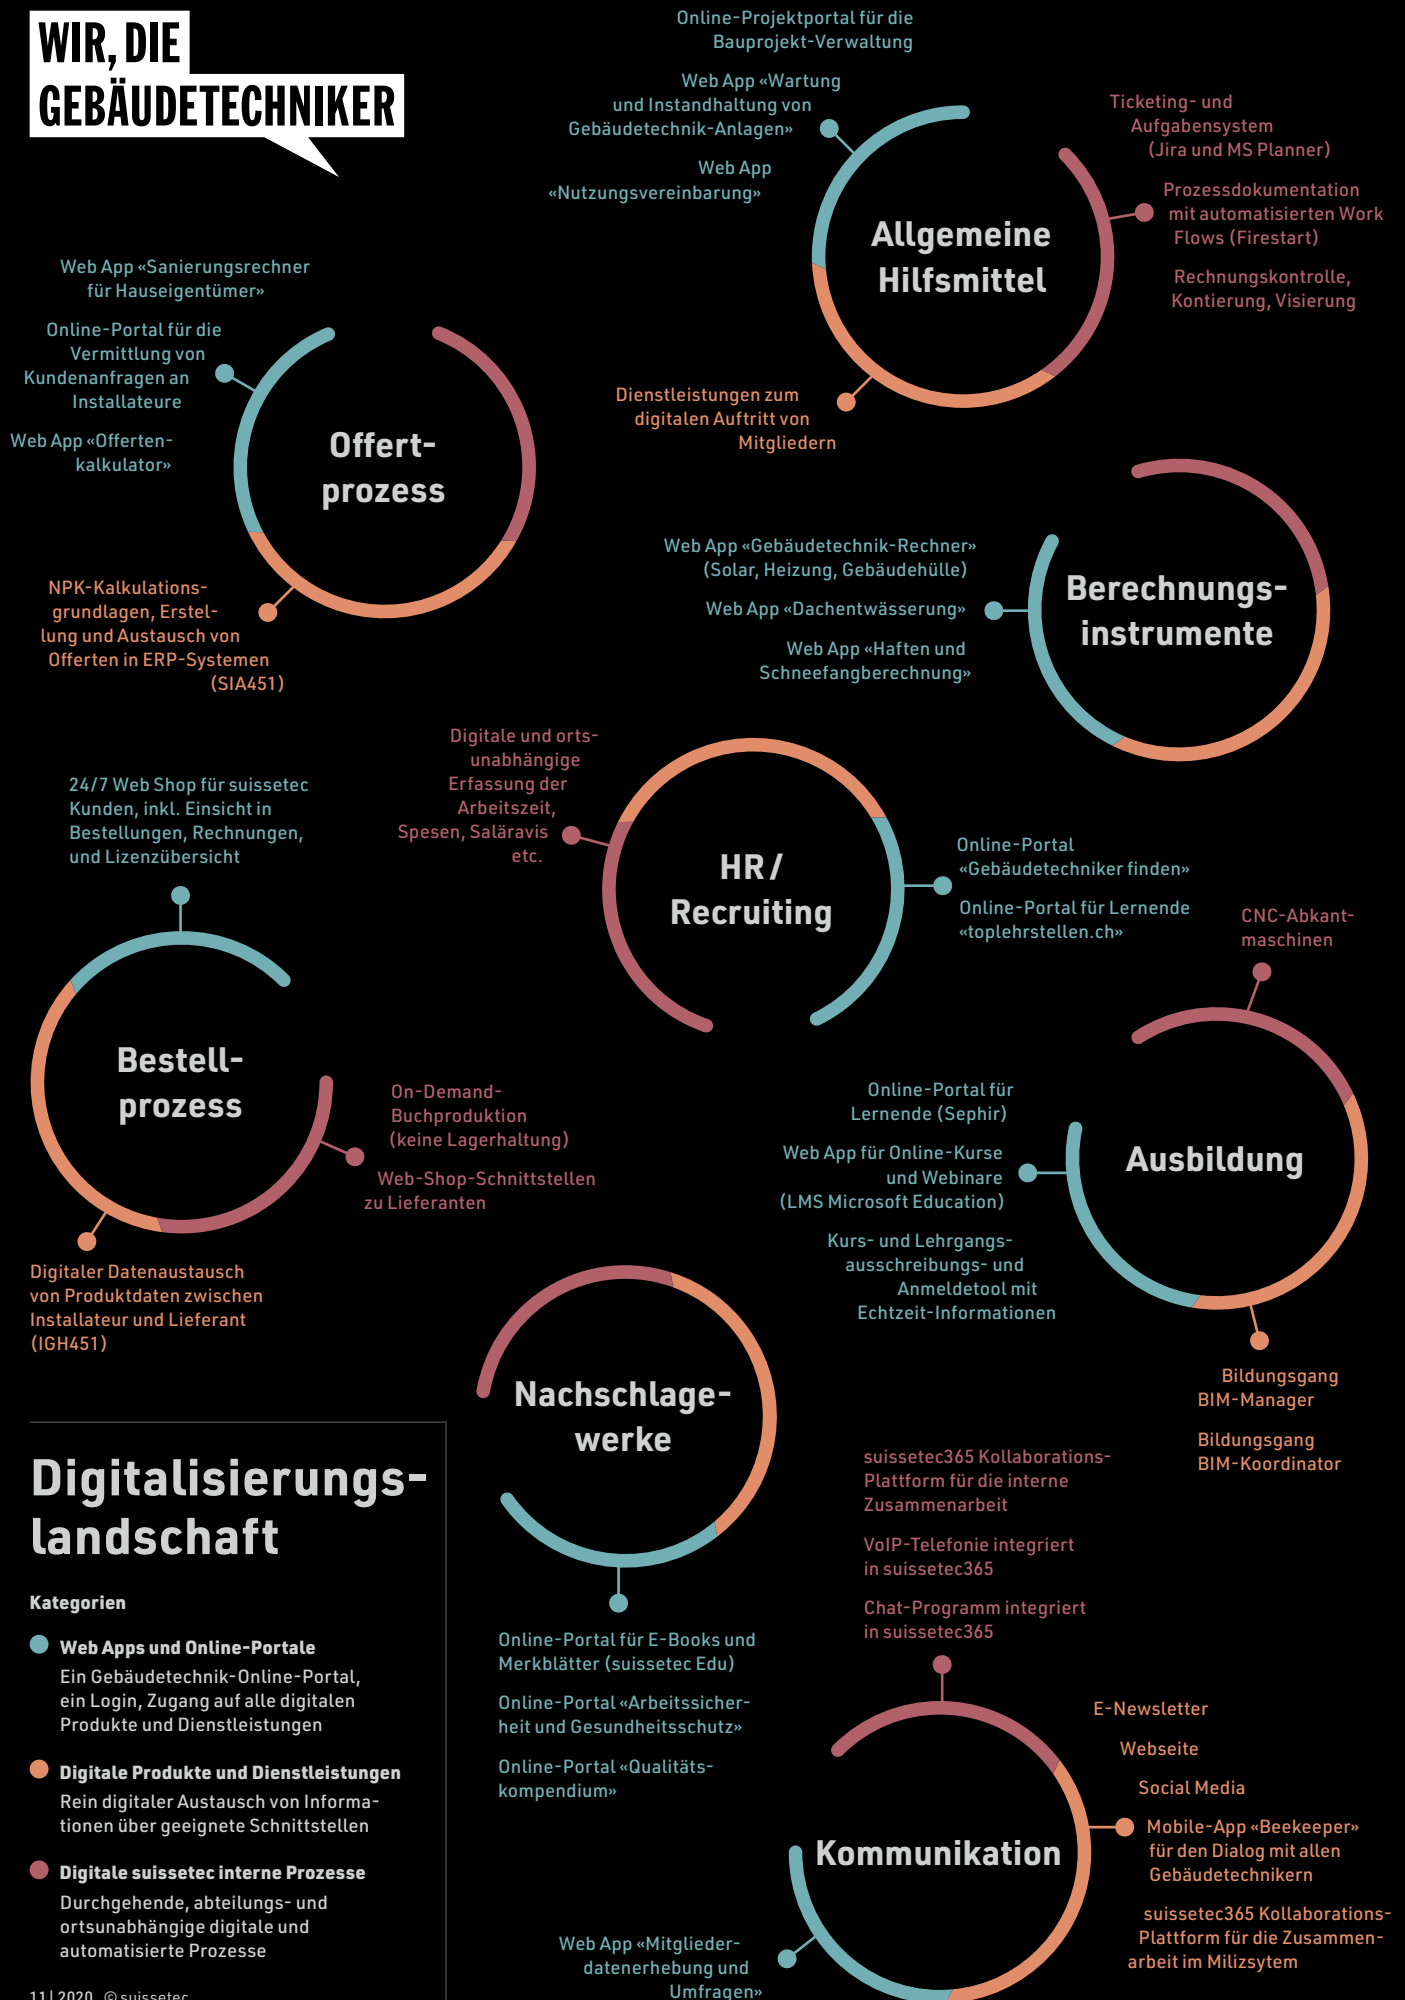 WIR, DIE
GEBÄUDETECHNIKER
Online-Projektportal für die
Bauprojekt-Verwaltung
Web App «Wartung
und Instandhaltung von
Gebäudetechnik-Anlagen»
Web App
«Nutzungsvereinbarung»
Ticketing- und
Aufgabensystem
(Jira und MS Planner)
Prozessdokumentation
mit automatisierten Work
Flows (Firestart)
Rechnungskontrolle,
Kontierung, Visierung
Allgemeine
Hilfsmittel
Dienstleistungen zum
digitalen Auftritt von
Mitgliedern
Web App «Sanierungsrechner
für Hauseigentümer»
Online-Portal für die
Vermittlung von
Kundenanfragen an
Installateure
Web App «Offerten-
kalkulator»
Offert-
prozess
NPK-Kalkulations-
grundlagen, Erstel-
lung und Austausch von
Offerten in ERP-Systemen
(SIA451)
Web App «Gebäudetechnik-Rechner»
(Solar, Heizung, Gebäudehülle)
Web App «Dachentwässerung»
Web App «Haften und
Schneefangberechnung»
Berechnungs-
instrumente
Digitale und orts-
unabhängige
Erfassung der
Arbeitszeit,
Spesen, Saläravis
etc.
HR/
Recruiting
Online-Portal
«Gebäudetechniker finden»
Online-Portal für Lernende
«toplehrstellen.ch»
24/7 Web Shop für suissetec
Kunden, inkl. Einsicht in
Bestellungen, Rechnungen,
und Lizenzübersicht
Bestell-
prozess
On-Demand-
Buchproduktion
(keine Lagerhaltung)
Web-Shop-Schnittstellen
zu Lieferanten
Digitaler Datenaustausch
von Produktdaten zwischen
Installateur und Lieferant
(IGH451)
CNC-Abkant-
maschinen
Online-Portal für
Lernende (Sephir)
Web App für Online-Kurse
und Webinare
(LMS Microsoft Education)
Kurs- und Lehrgangs-
ausschreibungs- und
Anmeldetool mit
Echtzeit-Informationen
Ausbildung
Bildungsgang
BIM-Manager
Bildungsgang
BIM-Koordinator
Nachschlage-
werke
Online-Portal für E-Books und
Merkblätter (suissetec Edu)
Online-Portal «Arbeitssicher-
heit und Gesundheitsschutz»
Online-Portal «Qualitäts-
kompendium»
suissetec365 Kollaborations-
Plattform für die interne
Zusammenarbeit
VoIP-Telefonie integriert
in suissetec365
Chat-Programm integriert
in suissetec365
Kommunikation
E-Newsletter
Webseite
Social Media
Mobile-App «Beekeeper»
für den Dialog mit allen
Gebäudetechnikern
suissetec365 Kollaborations-
Plattform für die Zusammen-
arbeit im Milizsytem
Web App «Mitglieder-
datenerhebung und
Umfragen»
Digitalisierungs-
landschaft
Kategorien
Web Apps und Online-Portale
Ein Gebäudetechnik-Online-Portal,
ein Login, Zugang auf alle digitalen
Produkte und Dienstleistungen
Digitale Produkte und Dienstleistungen
Rein digitaler Austausch von Informa-
tionen über geeignete Schnittstellen
Digitale suissetec interne Prozesse
Durchgehende, abteilungs- und
ortsunabhängige digitale und
automatisierte Prozesse
11 | 2020 © suissetec